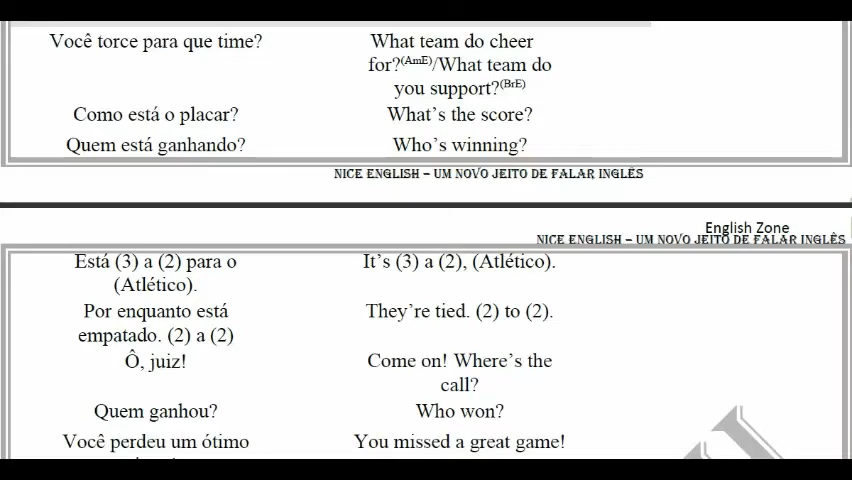 Você torce para que time? What team do cheer
for?(AmE)/What team do
you support?(BrE)
Como está o placar? What's the score?
Quem está ganhando? Who's winning?
NICE ENGLISH – UM NOVO JEITO DE FALAR INGLÊS
English Zone
NICE ENGLISH – UM NOVO JEITO DE FALAR INGLÊS
Está (3) a (2) para o It's (3) a (2), (Atlético).
(Atlético).
Por enquanto está They're tied. (2) to (2).
empatado. (2) a (2)
Ô, juiz! Come on! Where's the
call?
Quem ganhou? Who won?
Você perdeu um ótimo You missed a great game!